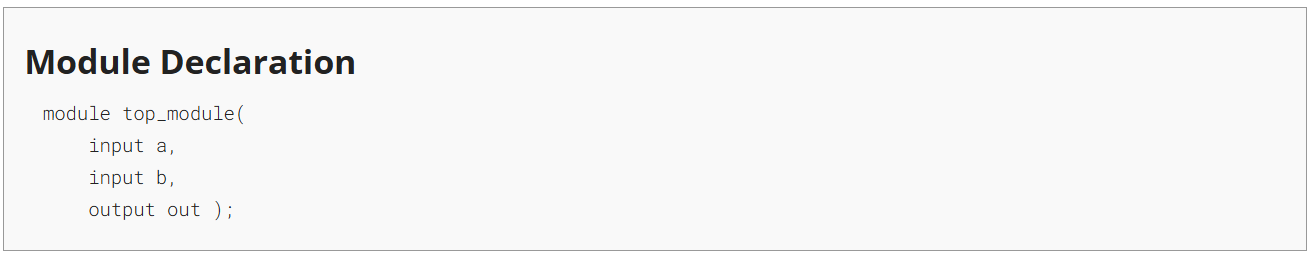 Module Declaration
module top_module(
input a,
input b,
output out );